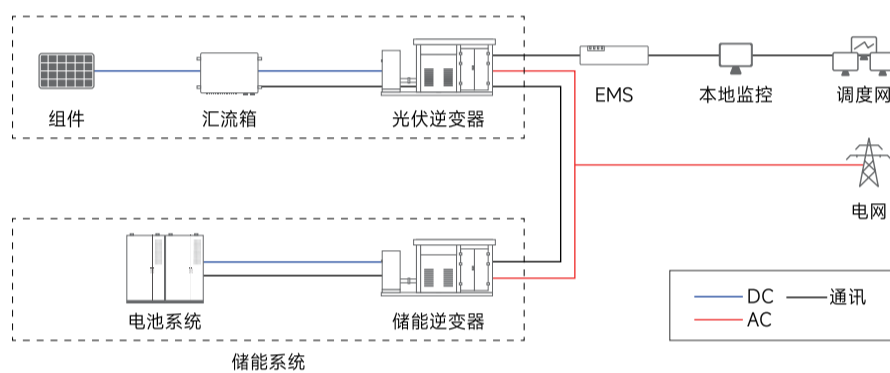 组件
汇流箱
光伏逆变器
EMS
本地监控
调度网
电网
电池系统
储能逆变器
DC
通讯
AC
储能系统